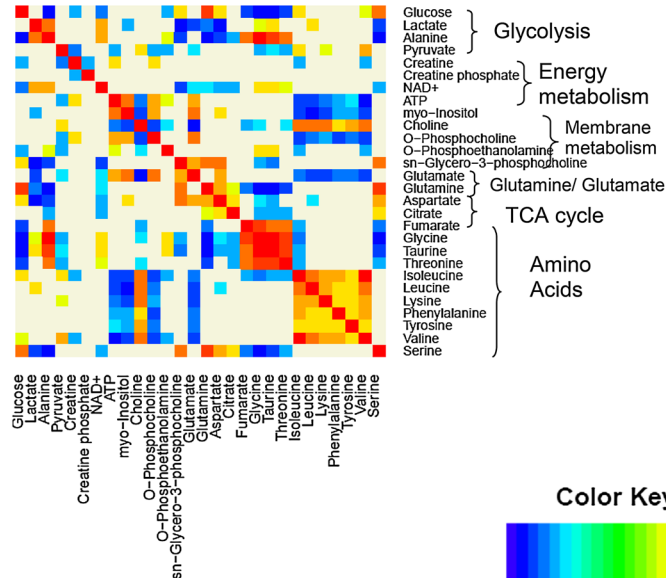 Glucose
Lactate
Alanine
Pyruvate
Glycolysis
Creatine
Creatine phosphate
NAD+
ATP
Energy
metabolism
myo-Inositol
Choline
O-Phosphocholine
O-Phosphoethanolamine
sn-Glycero-3-phosphocholine
Membrane
metabolism
Glutamate
Glutamine
Glutamine/ Glutamate
Aspartate
Citrate
Fumarate
TCA cycle
Glycine
Taurine
Threonine
Isoleucine
Leucine
Lysine
Phenylalanine
Tyrosine
Valine
Serine
Amino
Acids
Glucose
Lactate
Alanine
Pyruvate
Creatine
Creatine phosphate
NAD+
ATP
myo-Inositol
Choline
O-Phosphocholine
O-Phosphoethanolamine
sn-Glycero-3-phosphocholine
Glutamate
Glutamine
Aspartate
Citrate
Fumarate
Glycine
Taurine
Threonine
Isoleucine
Leucine
Lysine
Phenylalanine
Tyrosine
Valine
Serine
Color Key